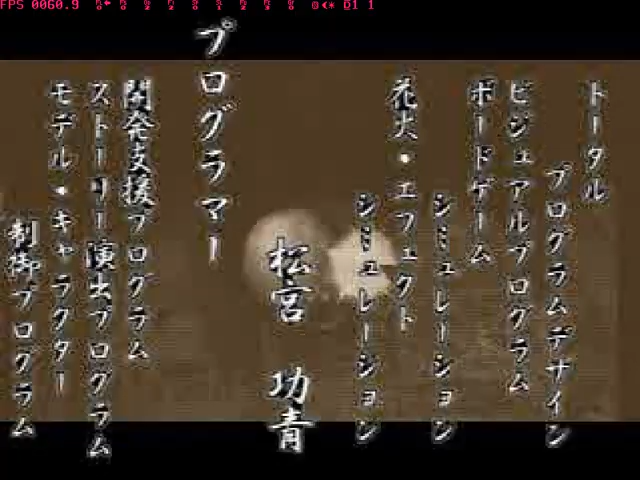 FPS 0060.9
トータル
プログラムデザイン
ビジュアルプログラム
ボードゲーム
シミュレーション
花火・エフェクト
シミュレーション
松宮 功青
プログラマー
開発支援プログラム
ストーリー演出プログラム
モデル・キャラクター
制御プログラム